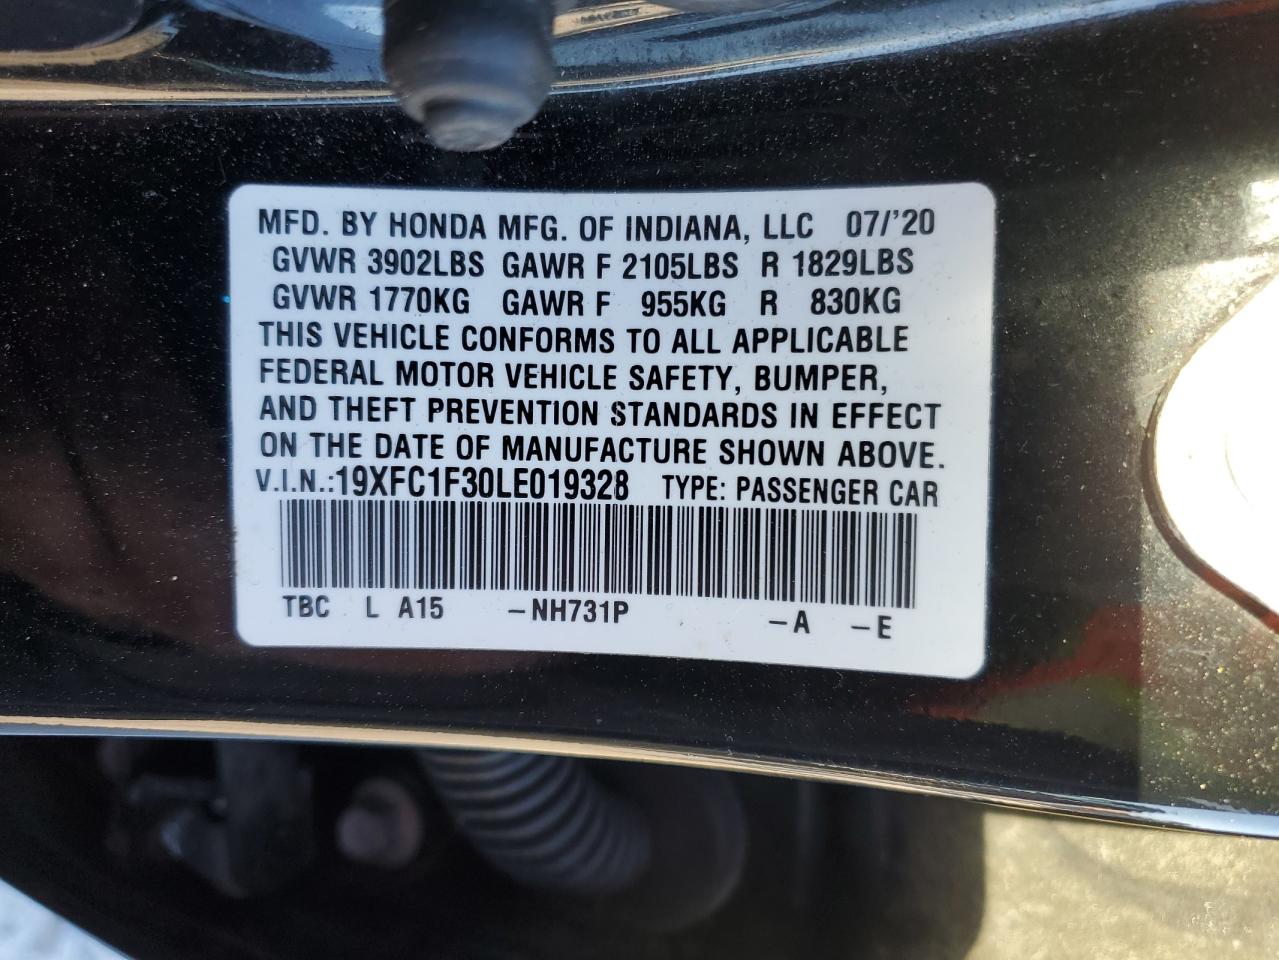 MFD. BY HONDA MFG. OF INDIANA, LLC 07/'20
GVWR 3902LBS GAWR F 2105LBS R 1829LBS
GVWR 1770KG GAWR F 955KG R 830KG
THIS VEHICLE CONFORMS TO ALL APPLICABLE
FEDERAL MOTOR VEHICLE SAFETY, BUMPER,
AND THEFT PREVENTION STANDARDS IN EFFECT
ON THE DATE OF MANUFACTURE SHOWN ABOVE.
V.I.N.:19XFC1F30LE019328 TYPE: PASSENGER CAR
TBC L A15 -NH731P -A -E